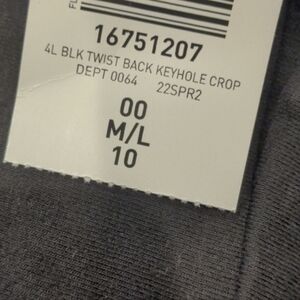 16751207
4L BLK TWIST BACK KEYHOLE CROP
DEPT 0064 22SPR2
00
M/L
10